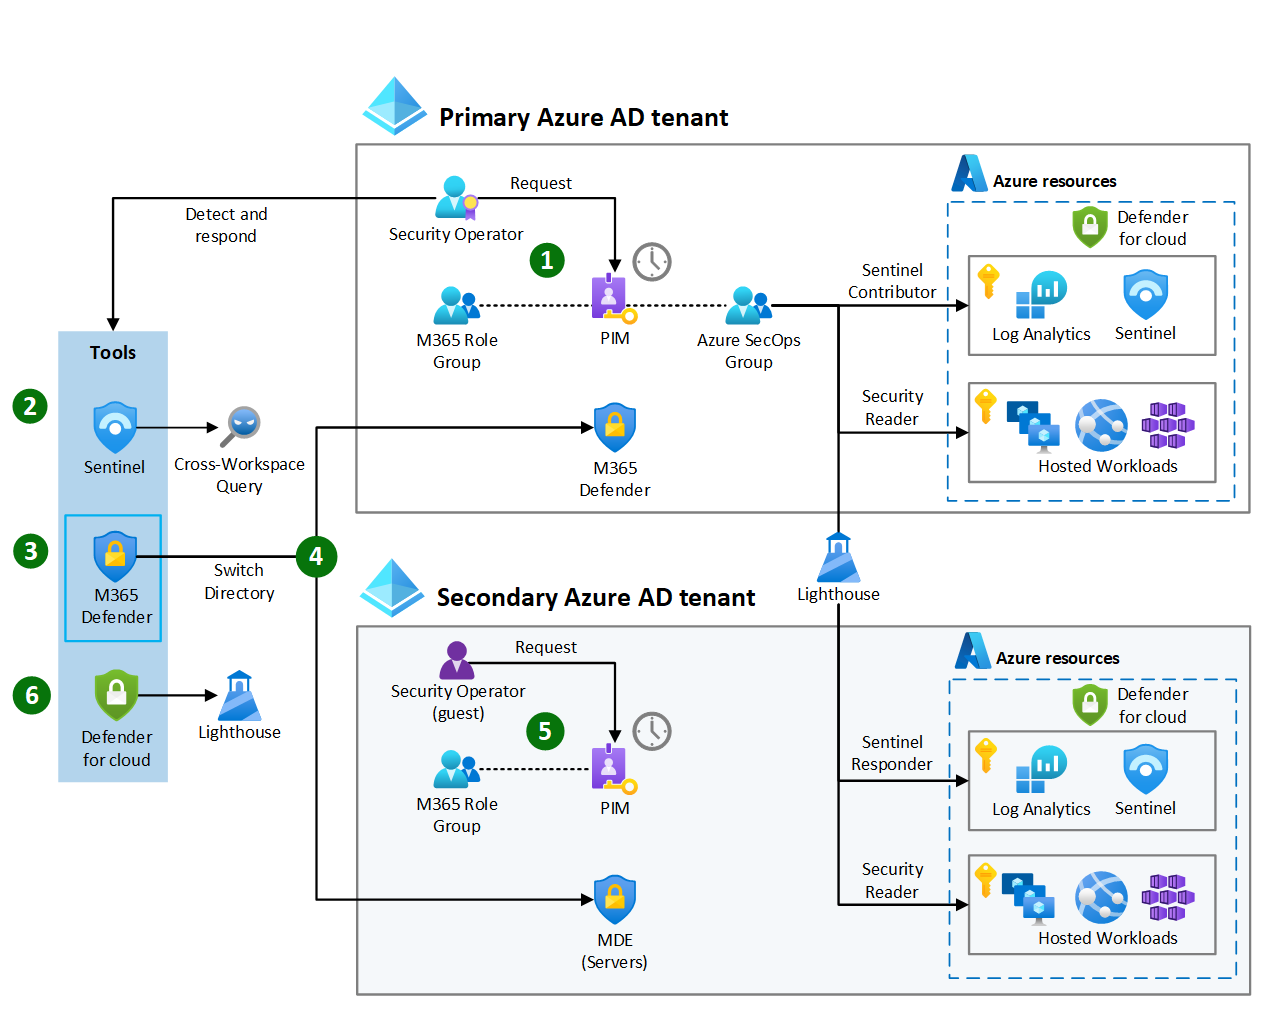 Primary Azure AD tenant
Request
Azure resources
Detect and
respond
Security Operator
Defender
for cloud
1
Sentinel
Contributor
M365 Role
Group
PIM
Azure SecOps
Group
Log Analytics
Sentinel
Tools
2
Sentinel
Cross-Workspace
Query
Security
Reader
M365
Defender
Hosted Workloads
3
M365
Defender
Switch
Directory
4
Lighthouse
Secondary Azure AD tenant
Request
Azure resources
Security Operator
(guest)
Defender
for cloud
6
Defender
for cloud
Lighthouse
5
Sentinel
Responder
M365 Role
Group
PIM
Log Analytics
Sentinel
Security
Reader
MDE
(Servers)
Hosted Workloads